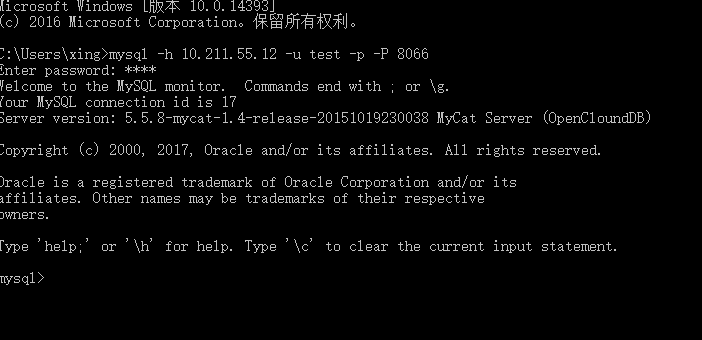 Microsoft Windows [版本 10.0.14393]
(c) 2016 Microsoft Corporation。保留所有权利。
C:\Users\xing>mysql -h 10.211.55.12 -u test -p -P 8066
Enter password: ****
Welcome to the MySQL monitor.  Commands end with ; or \g.
Your MySQL connection id is 17
Server version: 5.5.8-mycat-1.4-release-20151019230038 MyCat Server (OpenCloundDB)
Copyright (c) 2000, 2017, Oracle and/or its affiliates. All rights reserved.
Oracle is a registered trademark of Oracle Corporation and/or its
affiliates. Other names may be trademarks of their respective
owners.
Type 'help;' or '\h' for help. Type '\c' to clear the current input statement.
mysql>